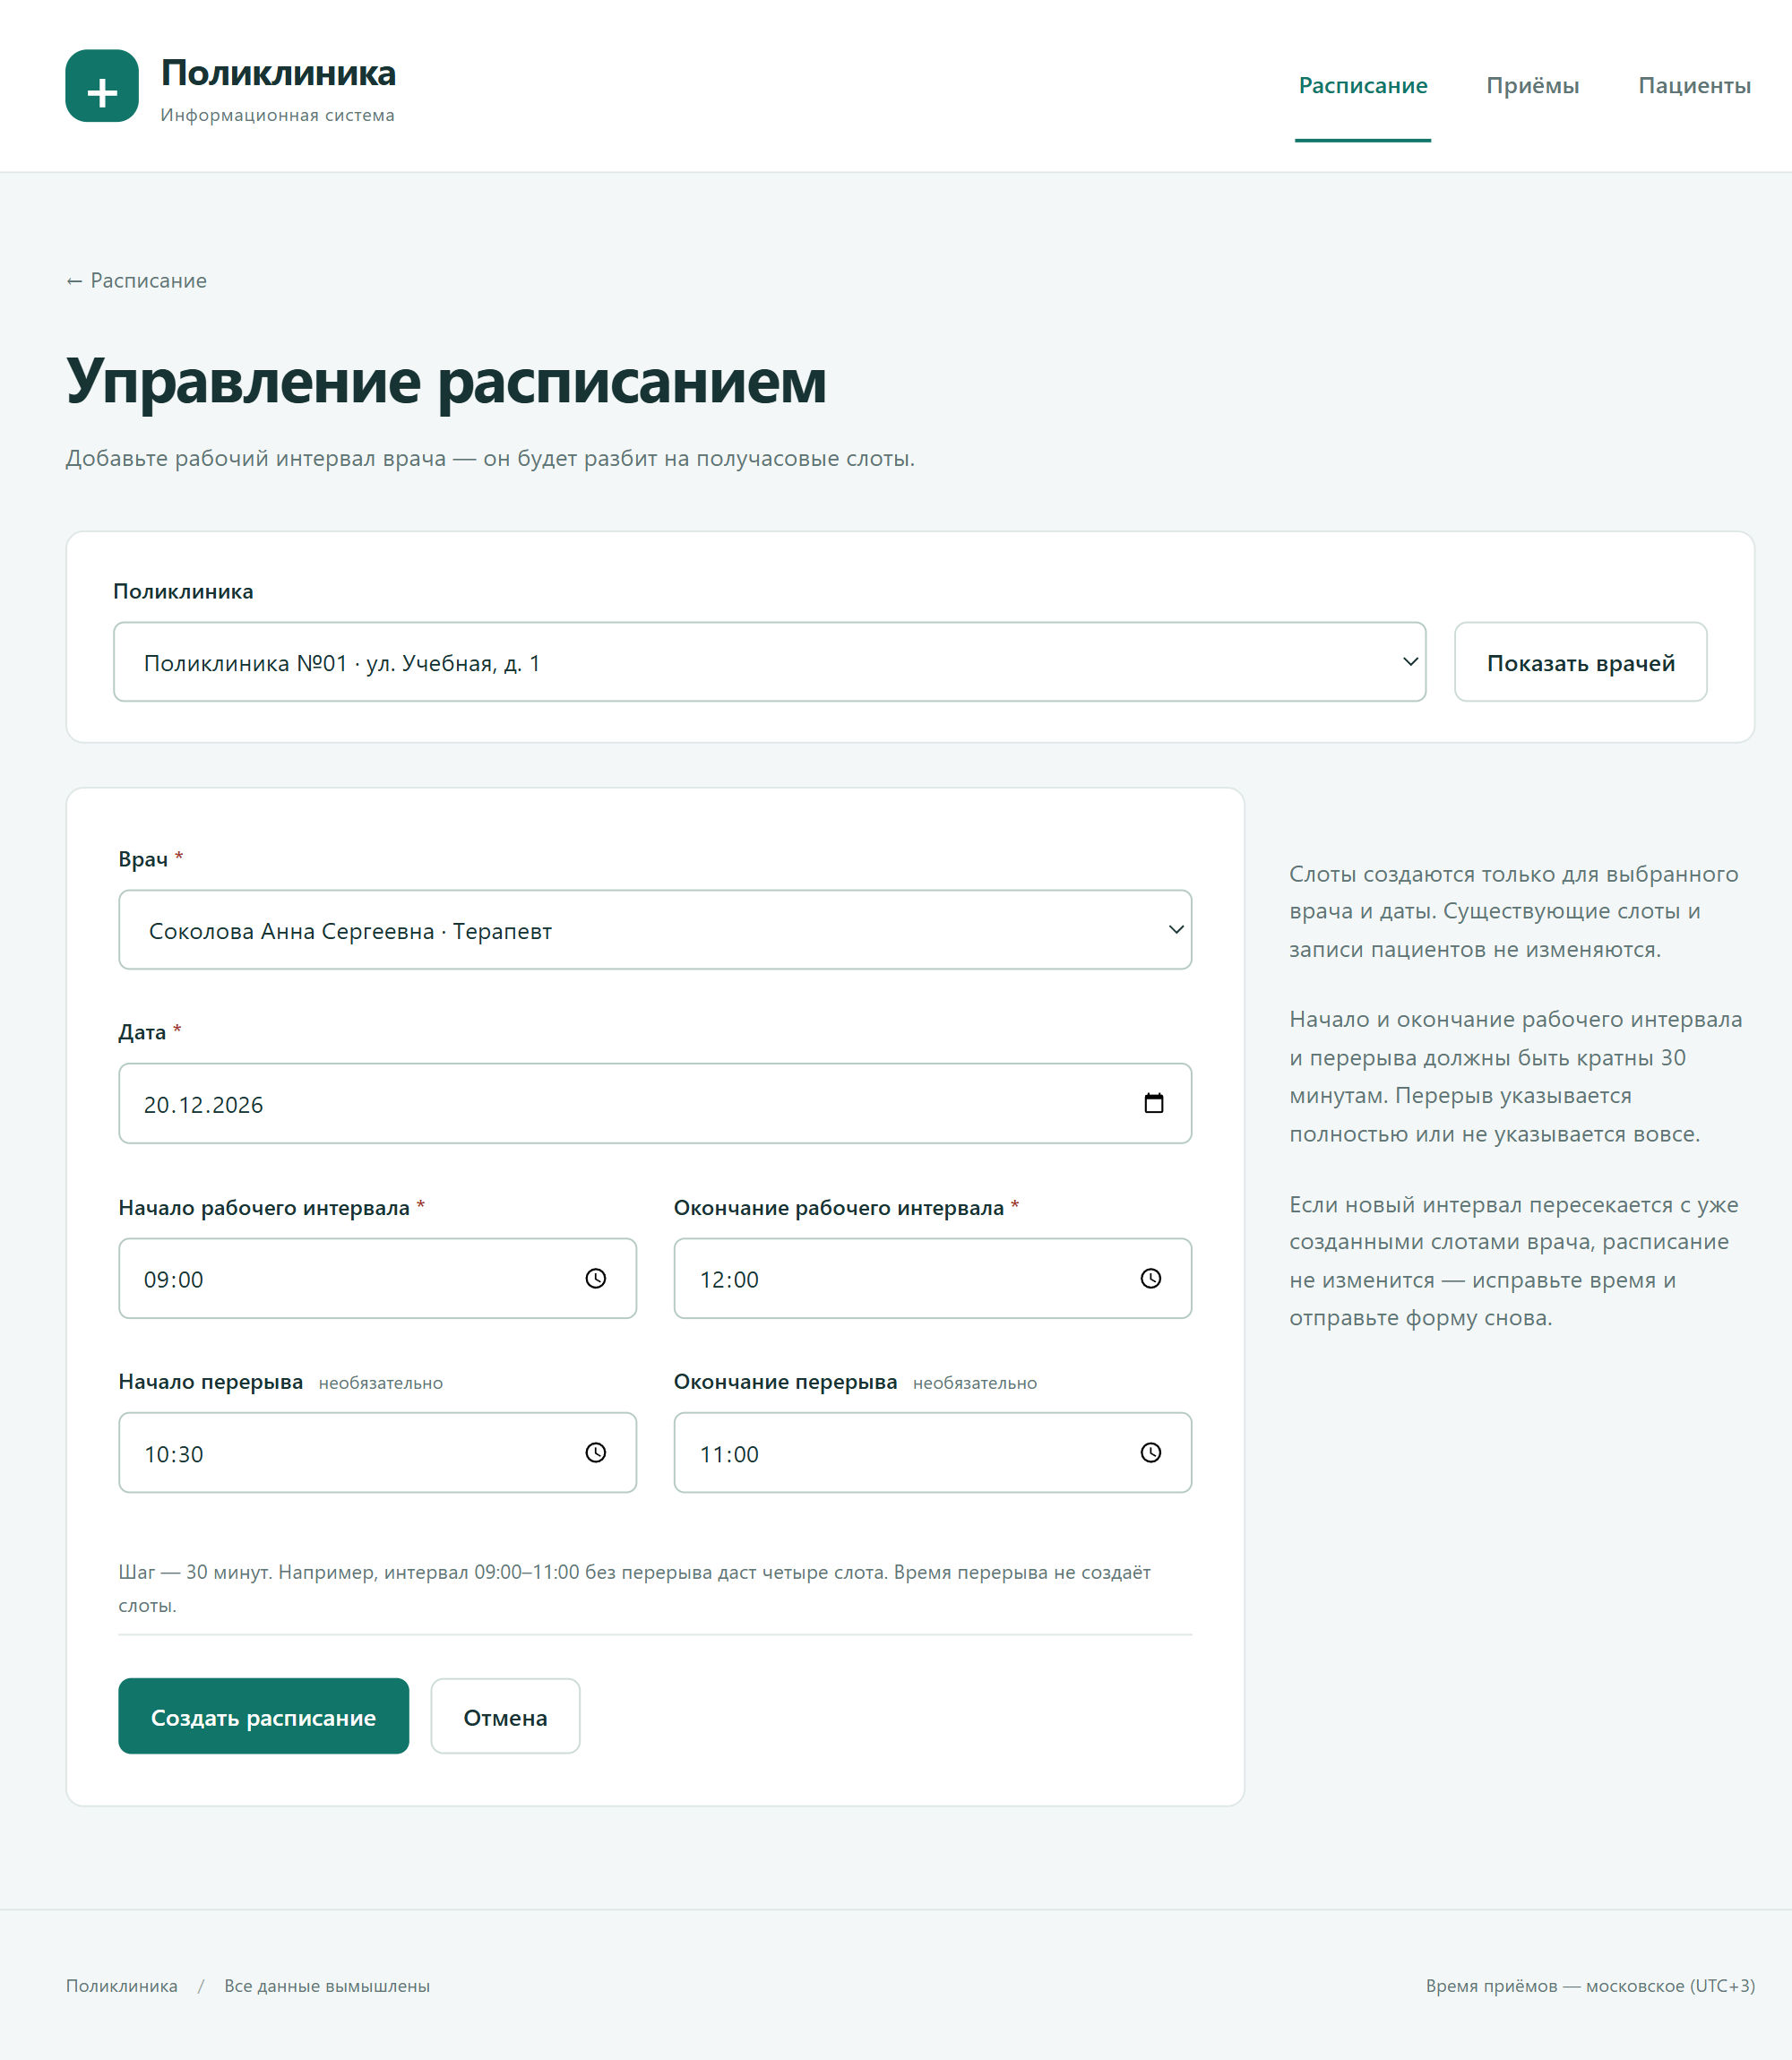 +
Поликлиника
Информационная система
Расписание
Приёмы
Пациенты
← Расписание
Управление расписанием
Добавьте рабочий интервал врача — он будет разбит на получасовые слоты.
Поликлиника
Поликлиника №01 · ул. Учебная, д. 1
Показать врачей
Врач *
Соколова Анна Сергеевна · Терапевт
Дата *
20.12.2026
Начало рабочего интервала *
Окончание рабочего интервала *
09:00
12:00
Начало перерыва необязательно
Окончание перерыва необязательно
10:30
11:00
Шаг — 30 минут. Например, интервал 09:00–11:00 без перерыва даст четыре слота. Время перерыва не создаёт
слоты.
Создать расписание
Отмена
Слоты создаются только для выбранного
врача и даты. Существующие слоты и
записи пациентов не изменяются.
Начало и окончание рабочего интервала
и перерыва должны быть кратны 30
минутам. Перерыв указывается
полностью или не указывается вовсе.
Если новый интервал пересекается с уже
созданными слотами врача, расписание
не изменится — исправьте время и
отправьте форму снова.
Поликлиника / Все данные вымышлены
Время приёмов — московское (UTC+3)